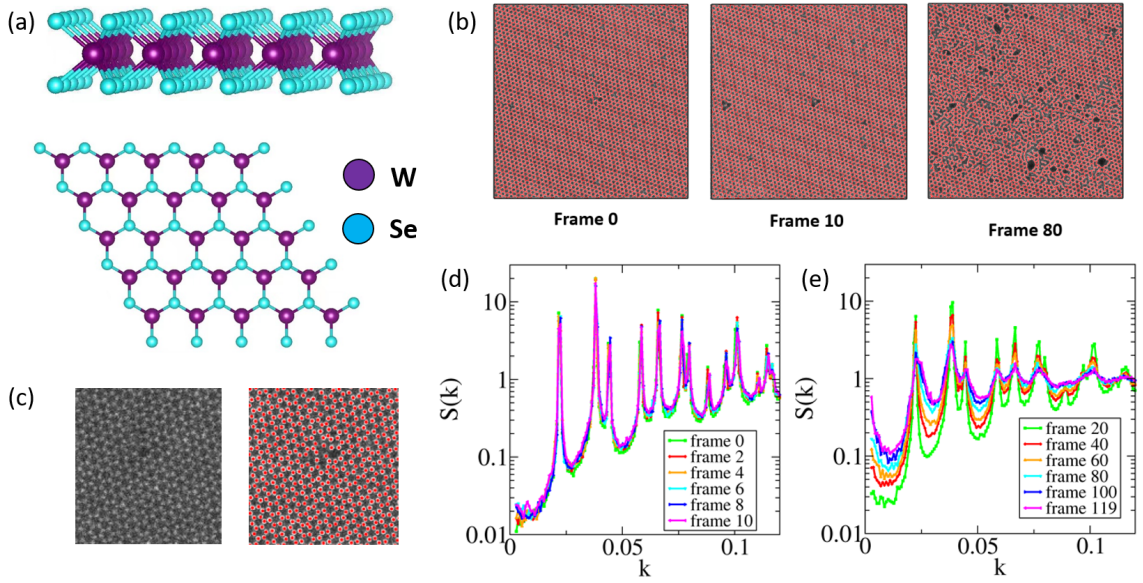 (a)
W
Se
(b)
Frame 0
Frame 10
Frame 80
(c)
(d)
S(k)
10
1
0.1
0.01
0
0.05
0.1
k
frame 0
frame 2
frame 4
frame 6
frame 8
frame 10
(e)
S(k)
10
1
0.1
0.01
0
0.05
0.1
k
frame 20
frame 40
frame 60
frame 80
frame 100
frame 119